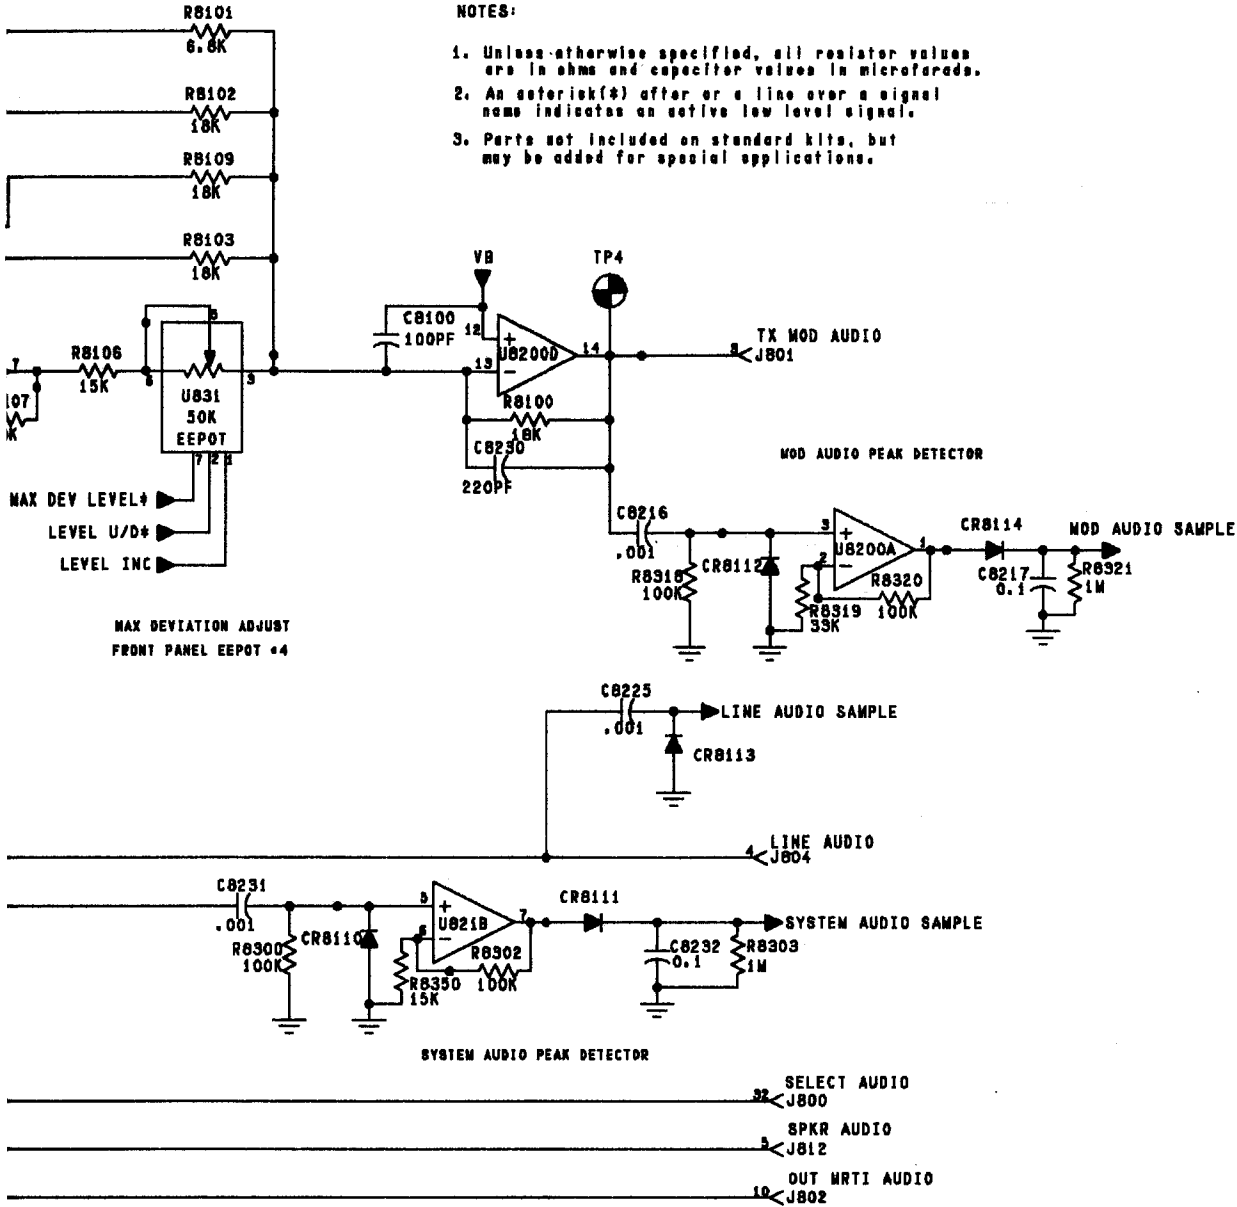 R8101
6.8K
NOTES:
1. Unless otherwise specified, all resistor values
are in ohms and capacitor values in microfarads.
2. An asterisk(*) after or a line over a signal
name indicates an active low level signal.
3. Parts not included on standard kits, but
may be added for special applications.
R8102
18K
R8109
18K
R8103
18K
VB
TP4
C8100
100PF
12
+
U8200D
14
13
−
TX MOD AUDIO
J801
R8100
18K
C8230
220PF
7
R8106
15K
107
K
5
6
3
U831
50K
EEPOT
7 2 1
MAX DEV LEVEL*
LEVEL U/D*
LEVEL INC
MAX DEVIATION ADJUST
FRONT PANEL EEPOT #4
MOD AUDIO PEAK DETECTOR
C8216
.001
R8318
100K
CR8112
3
+
U8200A
1
2
−
R8319
33K
R8320
100K
CR8114
MOD AUDIO SAMPLE
C8217
0.1
R8321
1M
C8225
.001
LINE AUDIO SAMPLE
CR8113
LINE AUDIO
4
J804
C8231
.001
R8300
100K
CR8110
5
+
U821B
7
6
−
R8350
15K
R8302
100K
CR8111
SYSTEM AUDIO SAMPLE
C8232
0.1
R8303
1M
SYSTEM AUDIO PEAK DETECTOR
SELECT AUDIO
32
J800
SPKR AUDIO
5
J812
OUT MRTI AUDIO
10
J802